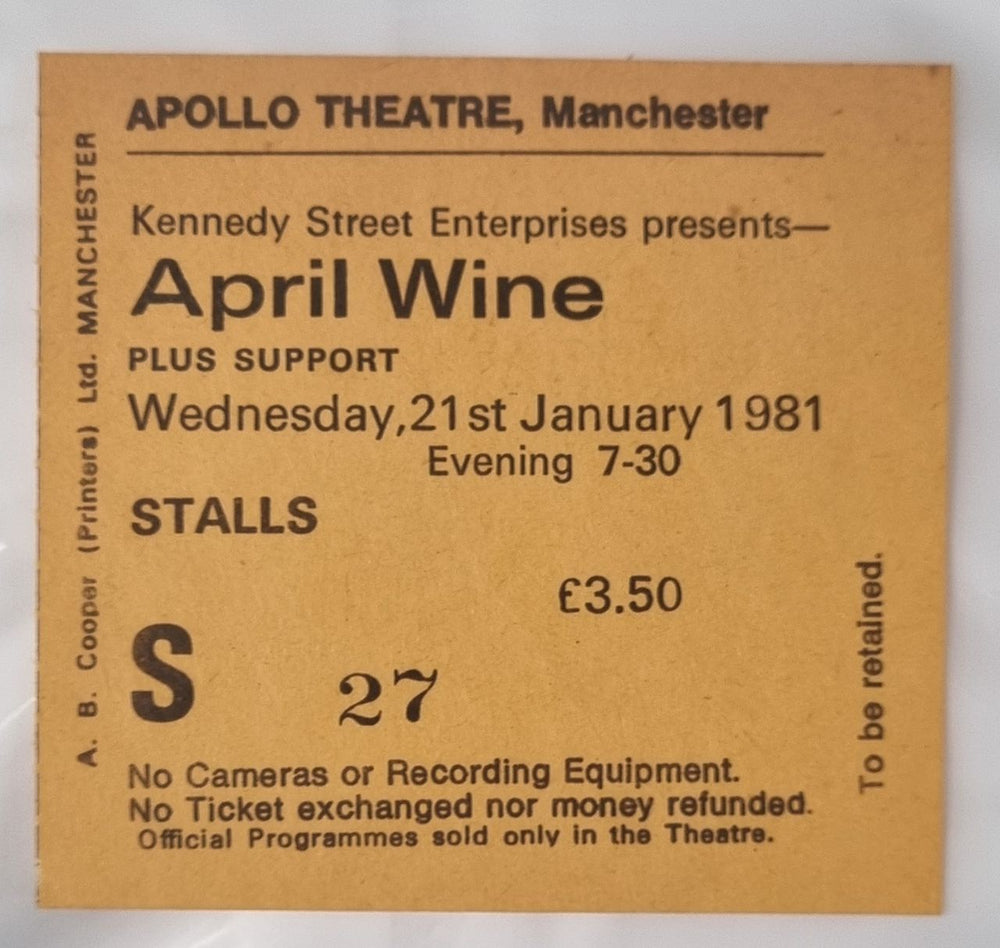 APOLLO THEATRE, Manchester
Kennedy Street Enterprises presents—
April Wine
PLUS SUPPORT
Wednesday,21st January 1981
Evening 7-30
STALLS
£3.50
S 27
No Cameras or Recording Equipment.
No Ticket exchanged nor money refunded.
Official Programmes sold only in the Theatre.
A. B. Cooper (Printers) Ltd. MANCHESTER
To be retained.